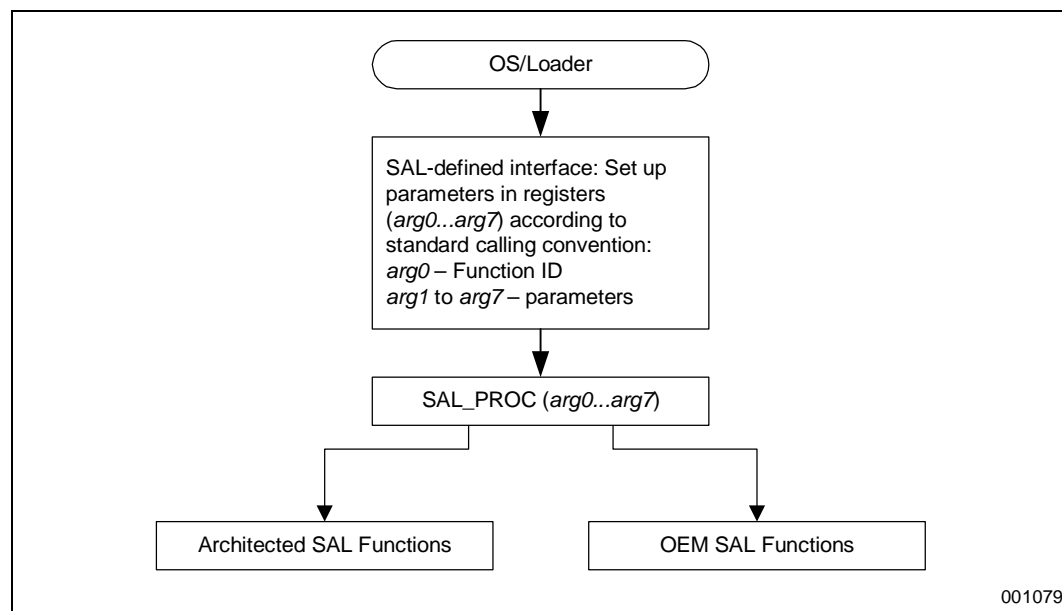 OS/Loader
SAL-defined interface: Set up
parameters in registers
(arg0...arg7) according to
standard calling convention:
arg0 – Function ID
arg1 to arg7 – parameters
SAL_PROC (arg0...arg7)
Architected SAL Functions
OEM SAL Functions
001079